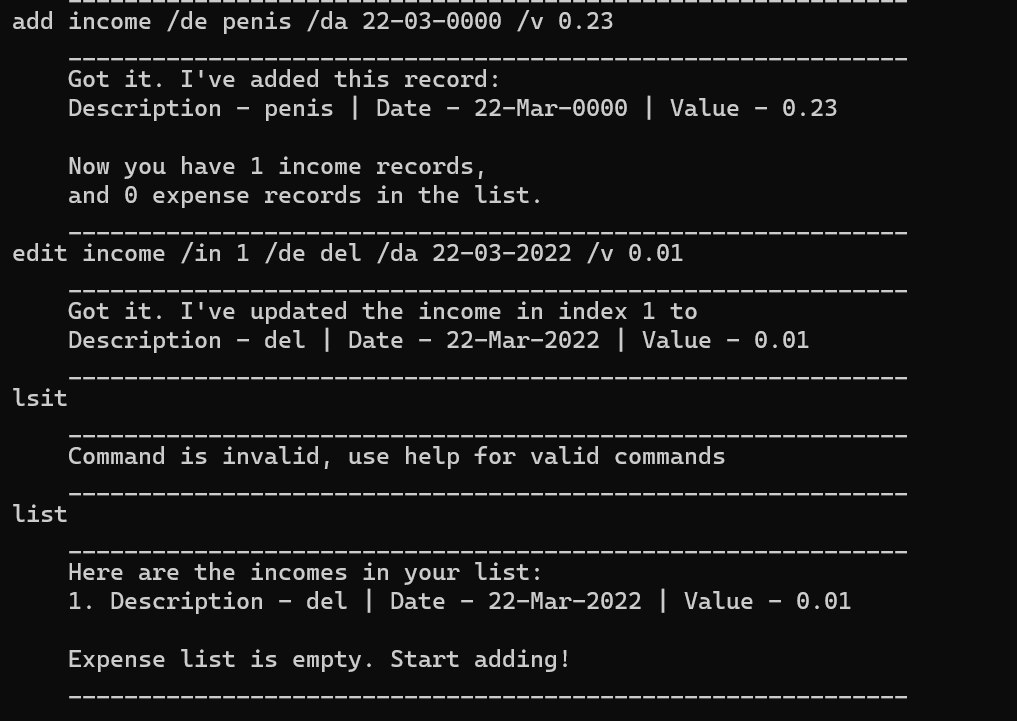 add income /de penis /da 22-03-0000 /v 0.23
____________________________________________________________
Got it. I've added this record:
Description - penis | Date - 22-Mar-0000 | Value - 0.23
Now you have 1 income records,
and 0 expense records in the list.
____________________________________________________________
edit income /in 1 /de del /da 22-03-2022 /v 0.01
____________________________________________________________
Got it. I've updated the income in index 1 to
Description - del | Date - 22-Mar-2022 | Value - 0.01
____________________________________________________________
lsit
____________________________________________________________
Command is invalid, use help for valid commands
____________________________________________________________
list
____________________________________________________________
Here are the incomes in your list:
1. Description - del | Date - 22-Mar-2022 | Value - 0.01
Expense list is empty. Start adding!
____________________________________________________________